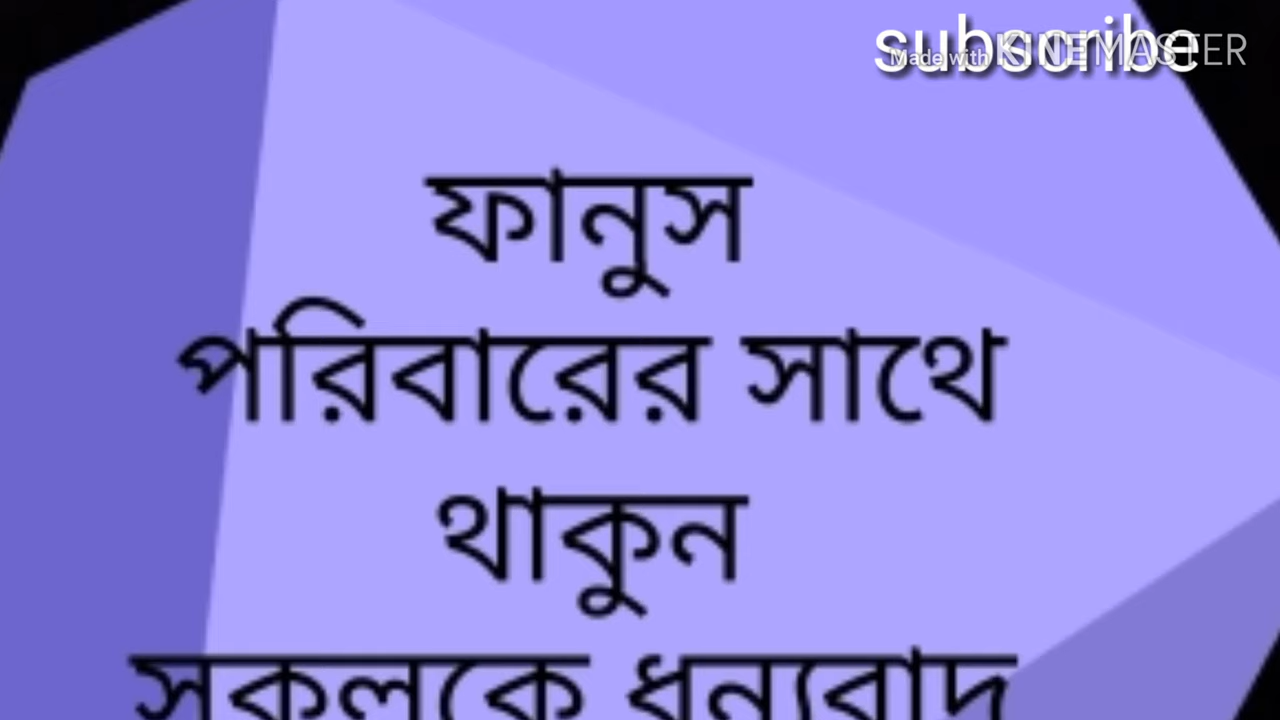 subscribe
Made with KINEMASTER
ফানুস
পরিবারের সাথে
থাকুন
সকলকে ধন্যবাদ